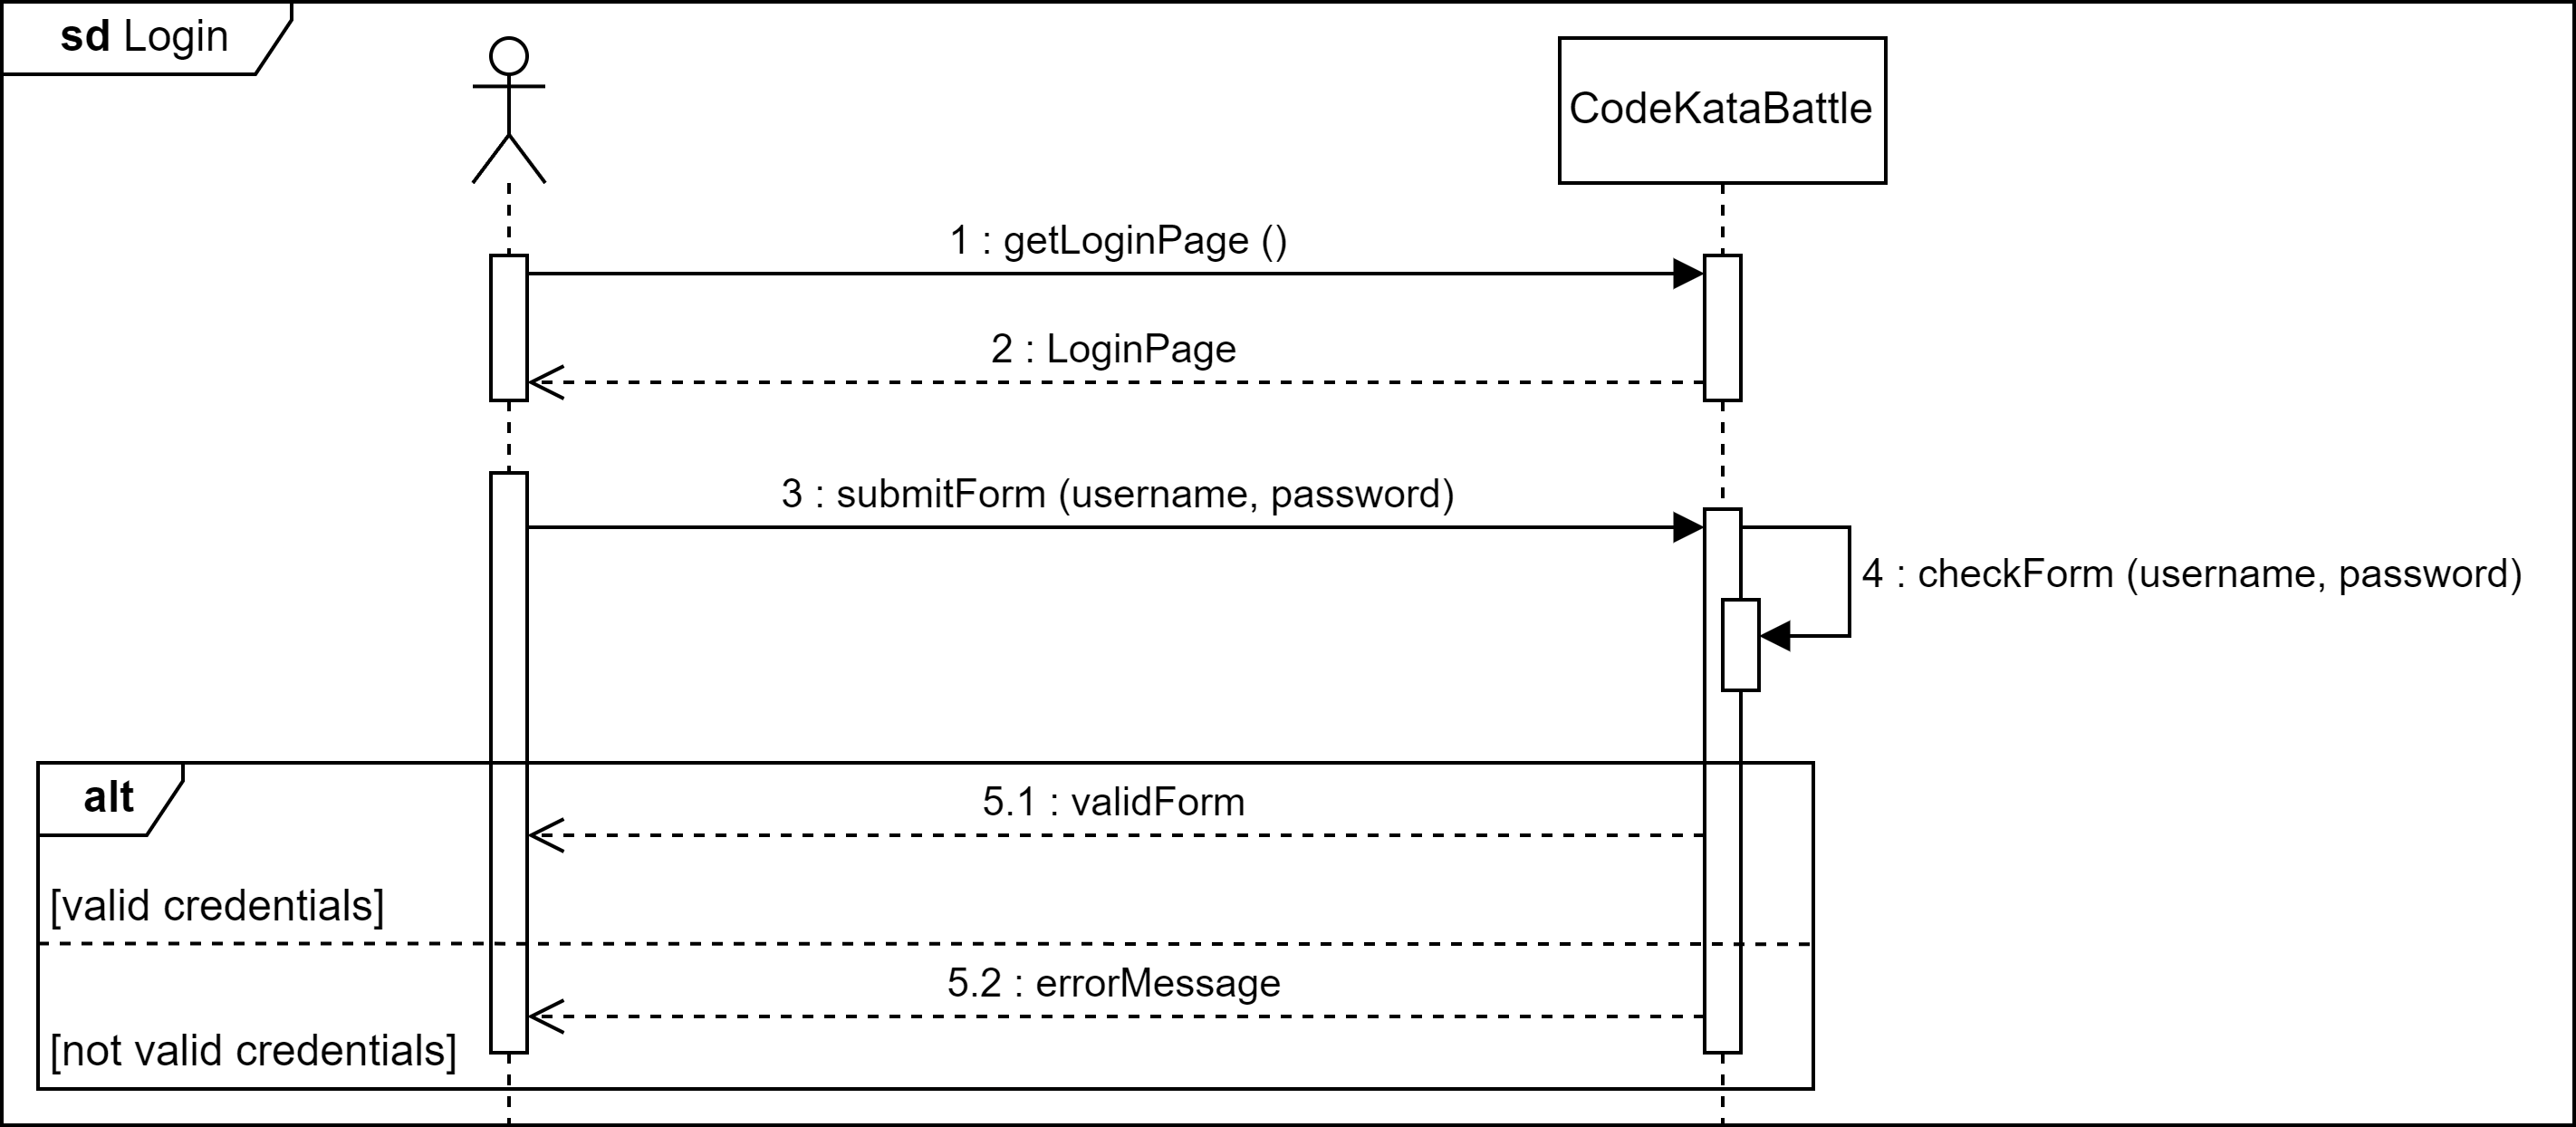 sd Login
CodeKataBattle
1 : getLoginPage ()
2 : LoginPage
3 : submitForm (username, password)
4 : checkForm (username, password)
alt
5.1 : validForm
[valid credentials]
5.2 : errorMessage
[not valid credentials]